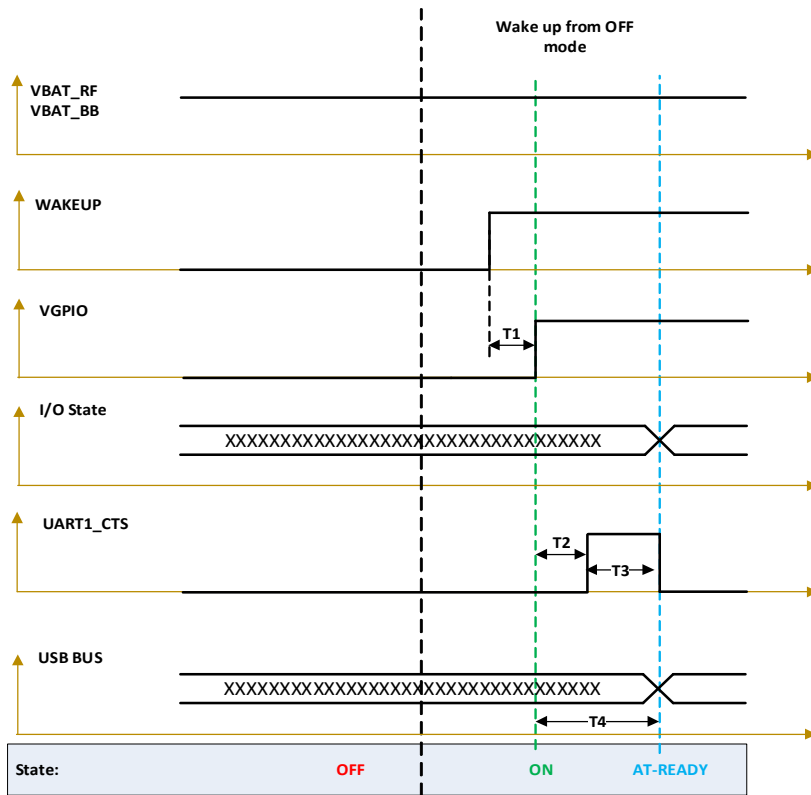 Wake up from OFF
mode
VBAT_RF
VBAT_BB
WAKEUP
VGPIO
T1
I/O State
XXXXXXXXXXXXXXXXXXXXXXXXXXXXXXXXXX
UART1_CTS
T2
T3
USB BUS
XXXXXXXXXXXXXXXXXXXXXXXXXXXXXXXXXX
T4
State: OFF ON AT-READY